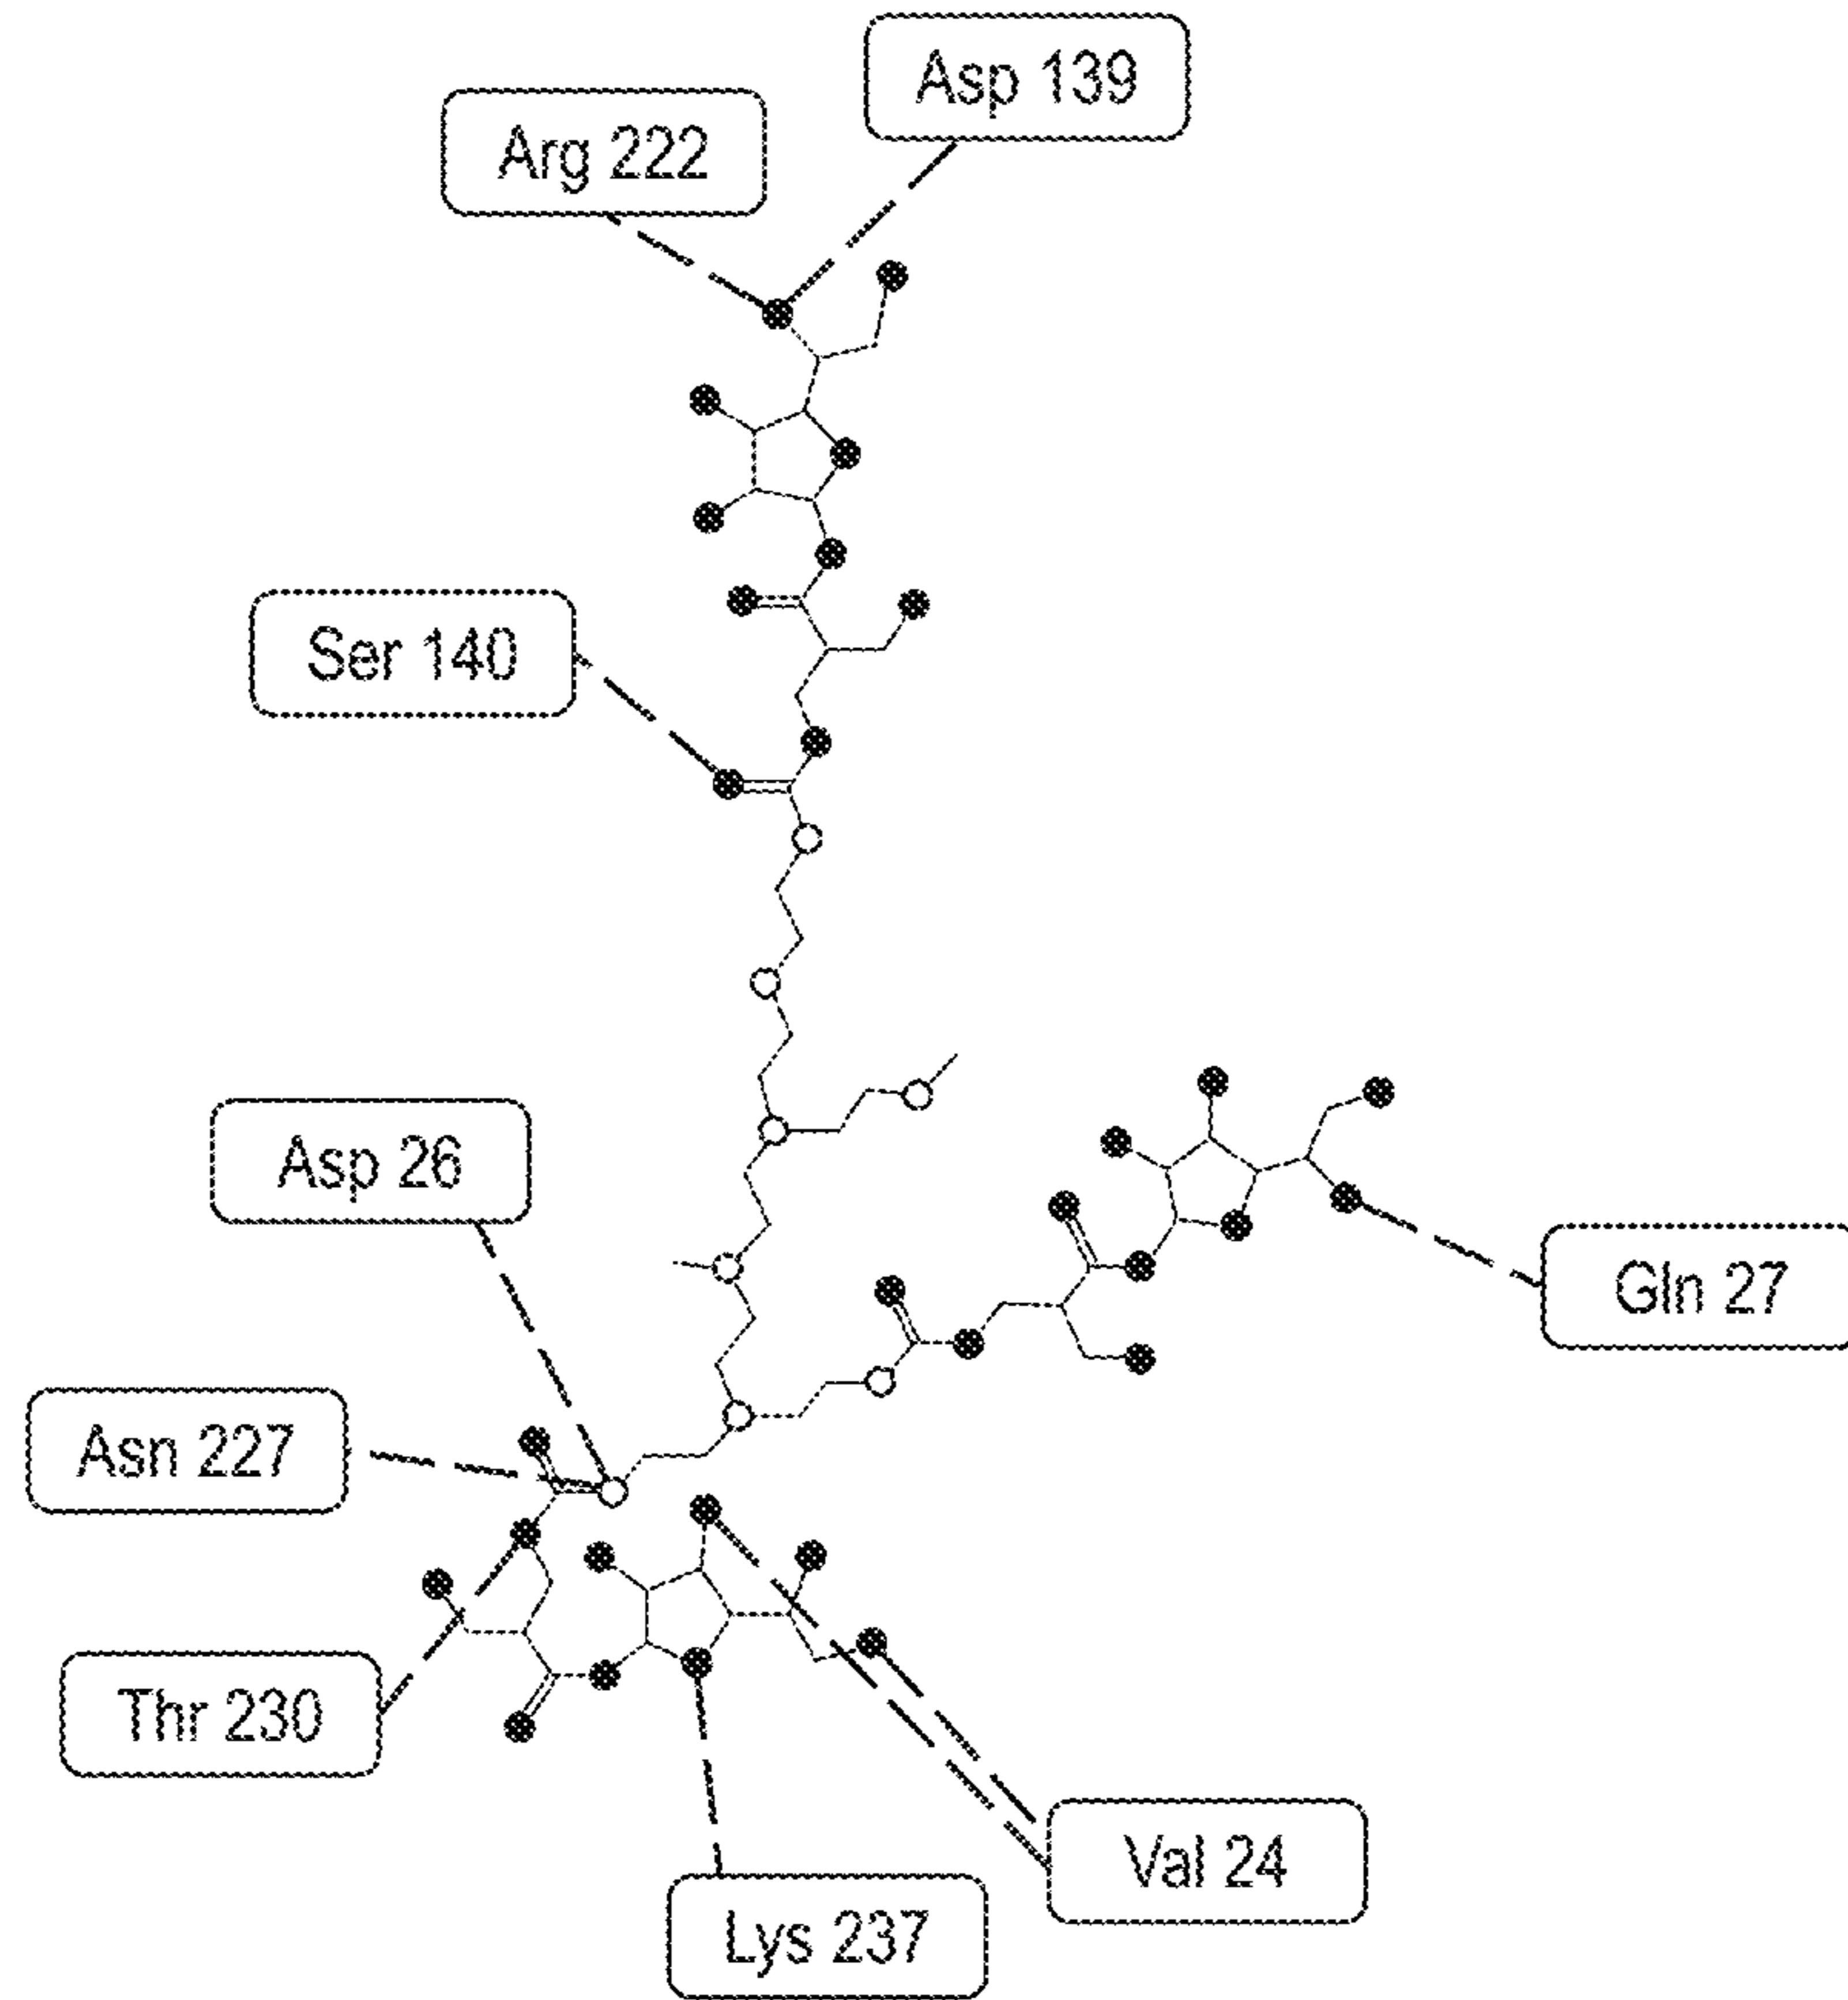 Asp 139
Arg 222
Ser 140
Asp 26
Gln 27
Asn 227
Thr 230
Val 24
Lys 237